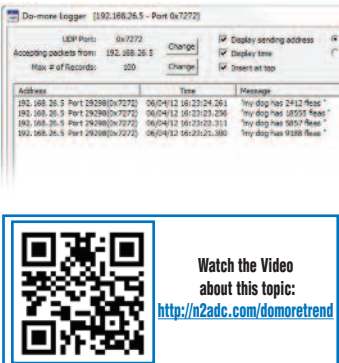 Do-more Logger [192.168.26.5 - Port 0x7272]
UDP Port: 0x7272
Accepting packets from: 192.168.26.5
Change
Max # of Records: 100
Change
Display sending address
Display time
Insert at top
Address Time Message
192.168.26.5 Port 29298(0x7272) 06/04/12 16:23:24.261 "my dog has 2412 fleas "
192.168.26.5 Port 29298(0x7272) 06/04/12 16:23:23.256 "my dog has 18555 fleas "
192.168.26.5 Port 29298(0x7272) 06/04/12 16:23:22.311 "my dog has 5857 fleas "
192.168.26.5 Port 29298(0x7272) 06/04/12 16:23:21.300 "my dog has 9188 fleas "
Watch the Video
about this topic:
http://n2adc.com/domoretrend